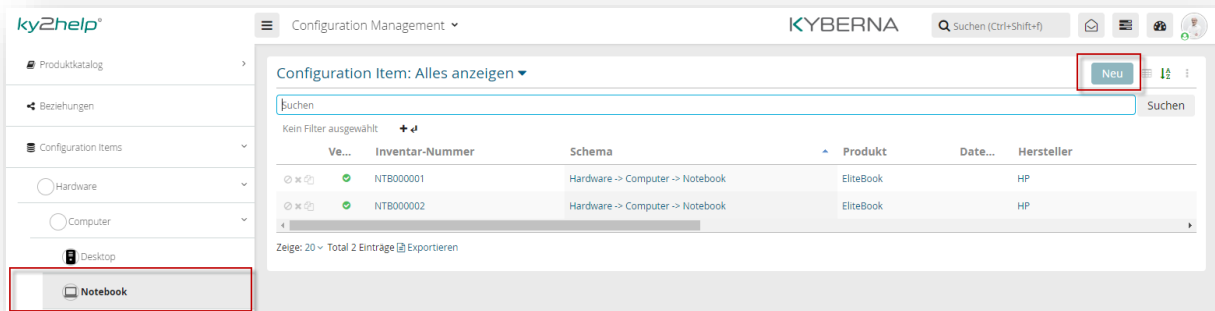 ky2help®
Configuration Management
KYBERNA
Suchen (Ctrl+Shift+f)
Produktkatalog
Beziehungen
Configuration Items
Hardware
Computer
Desktop
Notebook
Configuration Item: Alles anzeigen
Neu
Suchen
Suchen
Kein Filter ausgewählt
Ve... Inventar-Nummer Schema Produkt Date... Hersteller
NTB000001 Hardware -> Computer -> Notebook EliteBook HP
NTB000002 Hardware -> Computer -> Notebook EliteBook HP
Zeige: 20 Total 2 Einträge Exportieren